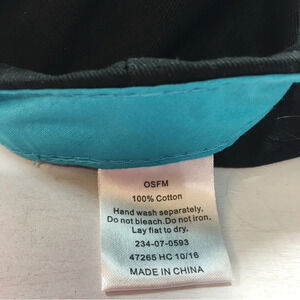 OSFM
100% Cotton
Hand wash separately.
Do not bleach.Do not iron.
Lay flat to dry.
234-07-0593
47265 HC 10/16
MADE IN CHINA